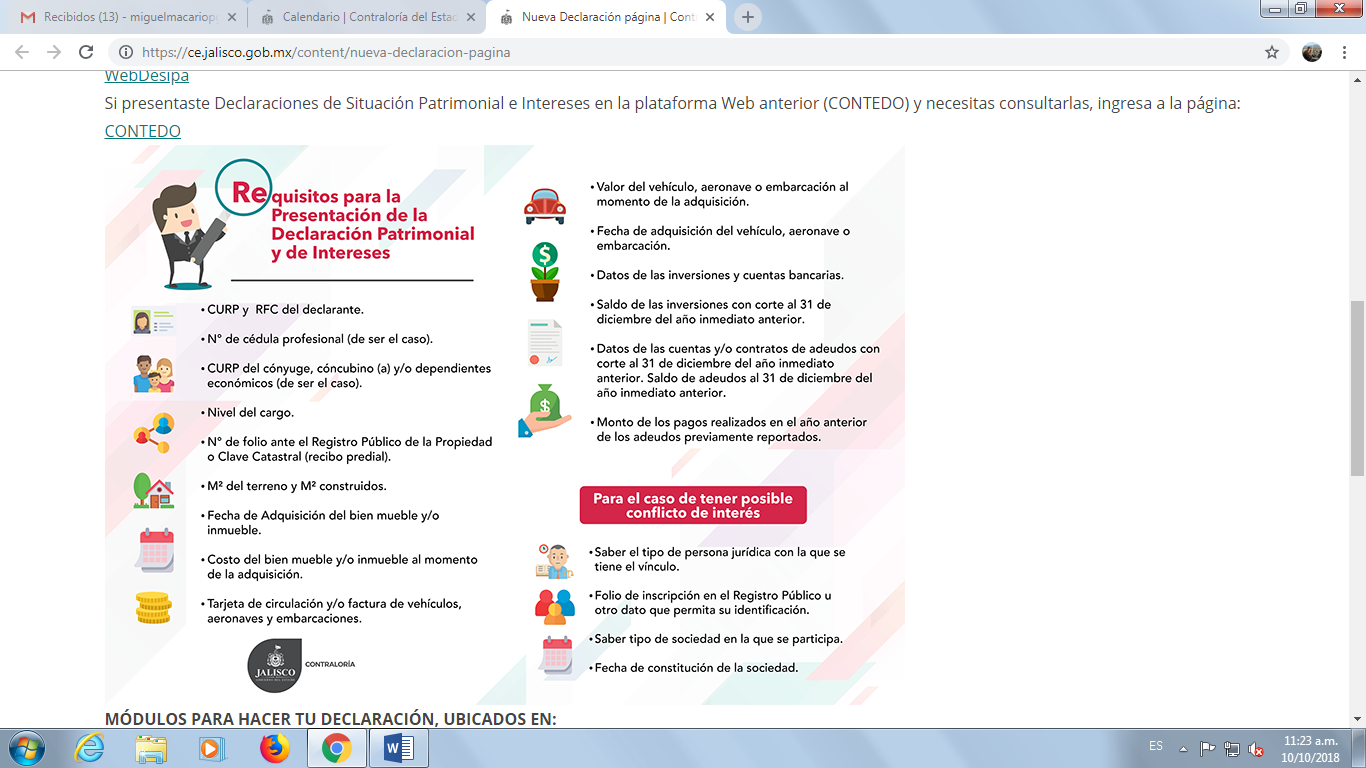 Recibidos (13) - miguelmacariopu
Calendario | Contraloría del Estad
Nueva Declaración página | Cont
https://ce.jalisco.gob.mx/content/nueva-declaracion-pagina
WebDesipa
Si presentaste Declaraciones de Situación Patrimonial e Intereses en la plataforma Web anterior (CONTEDO) y necesitas consultarlas, ingresa a la página:
CONTEDO
Requisitos para la
Presentación de la
Declaración Patrimonial
y de Intereses
• CURP y RFC del declarante.
• N° de cédula profesional (de ser el caso).
• CURP del cónyuge, cóncubino (a) y/o dependientes
económicos (de ser el caso).
• Nivel del cargo.
• N° de folio ante el Registro Público de la Propiedad
o Clave Catastral (recibo predial).
• M² del terreno y M² construidos.
• Fecha de Adquisición del bien mueble y/o
inmueble.
• Costo del bien mueble y/o inmueble al momento
de la adquisición.
• Tarjeta de circulación y/o factura de vehículos,
aeronaves y embarcaciones.
JALISCO
CONTRALORÍA
• Valor del vehículo, aeronave o embarcación al
momento de la adquisición.
• Fecha de adquisición del vehículo, aeronave o
embarcación.
• Datos de las inversiones y cuentas bancarias.
• Saldo de las inversiones con corte al 31 de
diciembre del año inmediato anterior.
• Datos de las cuentas y/o contratos de adeudos con
corte al 31 de diciembre del año inmediato
anterior. Saldo de adeudos al 31 de diciembre del
año inmediato anterior.
• Monto de los pagos realizados en el año anterior
de los adeudos previamente reportados.
Para el caso de tener posible
conflicto de interés
• Saber el tipo de persona jurídica con la que se
tiene el vínculo.
• Folio de inscripción en el Registro Público u
otro dato que permita su identificación.
• Saber tipo de sociedad en la que se participa.
• Fecha de constitución de la sociedad.
MÓDULOS PARA HACER TU DECLARACIÓN, UBICADOS EN:
ES
11:23 a.m.
10/10/2018